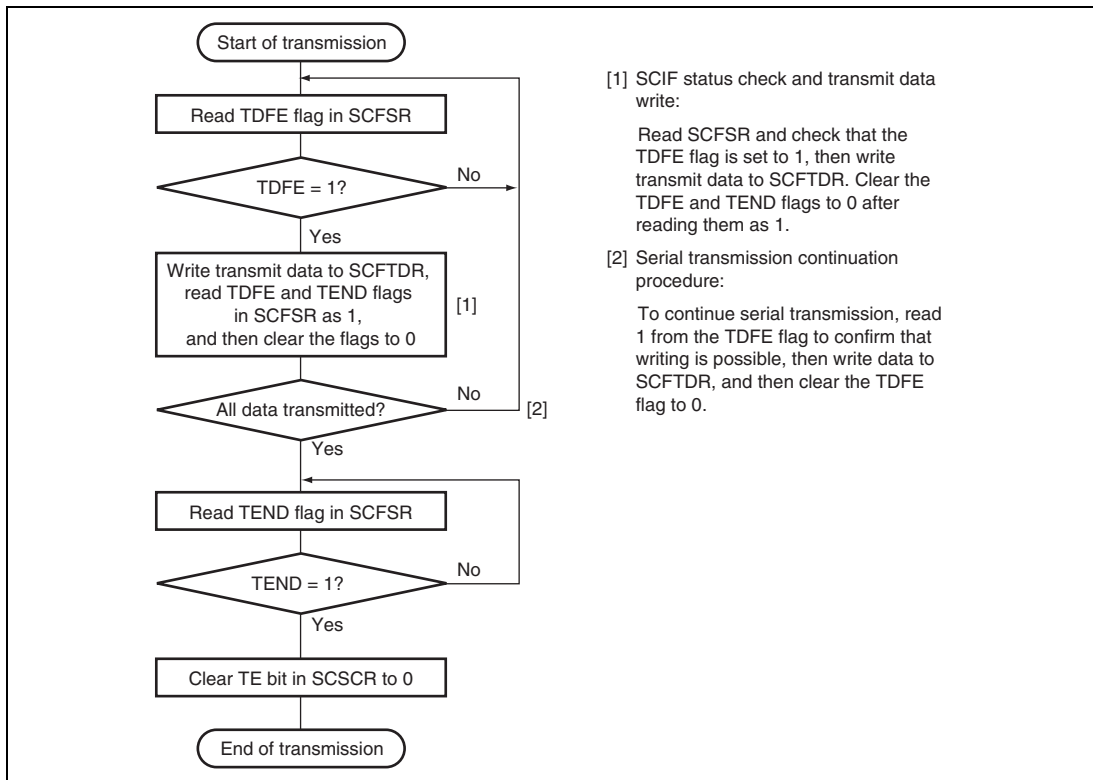 Start of transmission
Read TDFE flag in SCFSR
TDFE = 1?
No
Yes
Write transmit data to SCFTDR,
read TDFE and TEND flags
in SCFSR as 1,
and then clear the flags to 0
[1]
All data transmitted?
No
[2]
Yes
Read TEND flag in SCFSR
TEND = 1?
No
Yes
Clear TE bit in SCSCR to 0
End of transmission
[1] SCIF status check and transmit data
write:
Read SCFSR and check that the
TDFE flag is set to 1, then write
transmit data to SCFTDR. Clear the
TDFE and TEND flags to 0 after
reading them as 1.
[2] Serial transmission continuation
procedure:
To continue serial transmission, read
1 from the TDFE flag to confirm that
writing is possible, then write data to
SCFTDR, and then clear the TDFE
flag to 0.